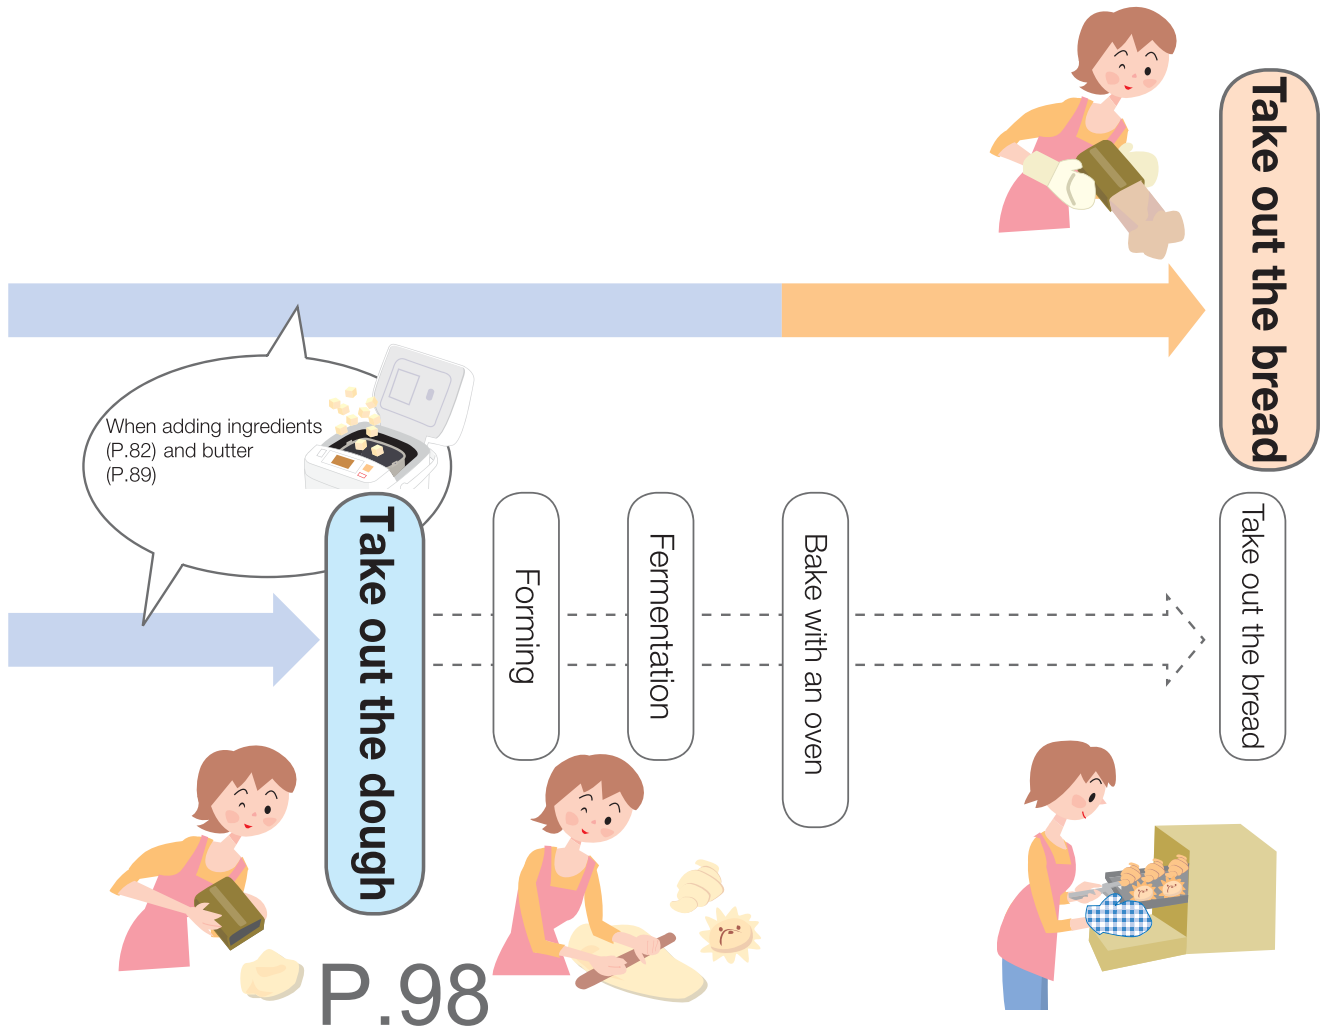 Take out the bread
When adding ingredients
(P.82) and butter
(P.89)
Take out the dough
Forming
Fermentation
Bake with an oven
Take out the bread
P.98